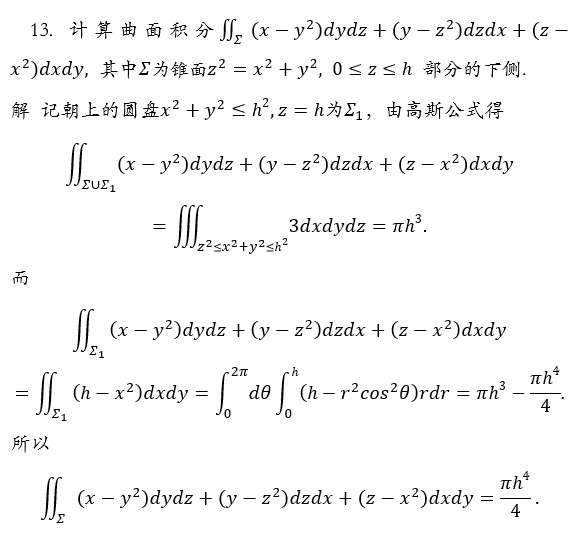 13. 计算曲面积分∬_Σ (x − y²)dydz + (y − z²)dzdx + (z −
x²)dxdy, 其中Σ为锥面z² = x² + y², 0 ≤ z ≤ h 部分的下侧.
解 记朝上的圆盘x² + y² ≤ h², z = h为Σ₁，由高斯公式得
∬_{Σ∪Σ₁} (x − y²)dydz + (y − z²)dzdx + (z − x²)dxdy
= ∭_{z²≤x²+y²≤h²} 3dxdydz = πh³.
而
∬_{Σ₁} (x − y²)dydz + (y − z²)dzdx + (z − x²)dxdy
= ∬_{Σ₁} (h − x²)dxdy = ∫₀^{2π} dθ ∫₀^h (h − r²cos²θ)rdr = πh³ − πh⁴/4.
所以
∬_Σ (x − y²)dydz + (y − z²)dzdx + (z − x²)dxdy = πh⁴/4.